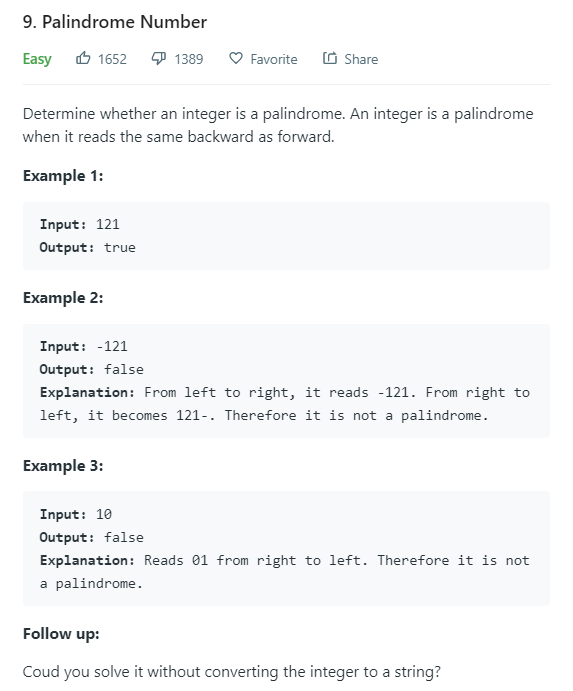 9. Palindrome Number
Easy 1652 1389 Favorite Share
Determine whether an integer is a palindrome. An integer is a palindrome
when it reads the same backward as forward.
Example 1:
Input: 121
Output: true
Example 2:
Input: -121
Output: false
Explanation: From left to right, it reads -121. From right to
left, it becomes 121-. Therefore it is not a palindrome.
Example 3:
Input: 10
Output: false
Explanation: Reads 01 from right to left. Therefore it is not
a palindrome.
Follow up:
Coud you solve it without converting the integer to a string?